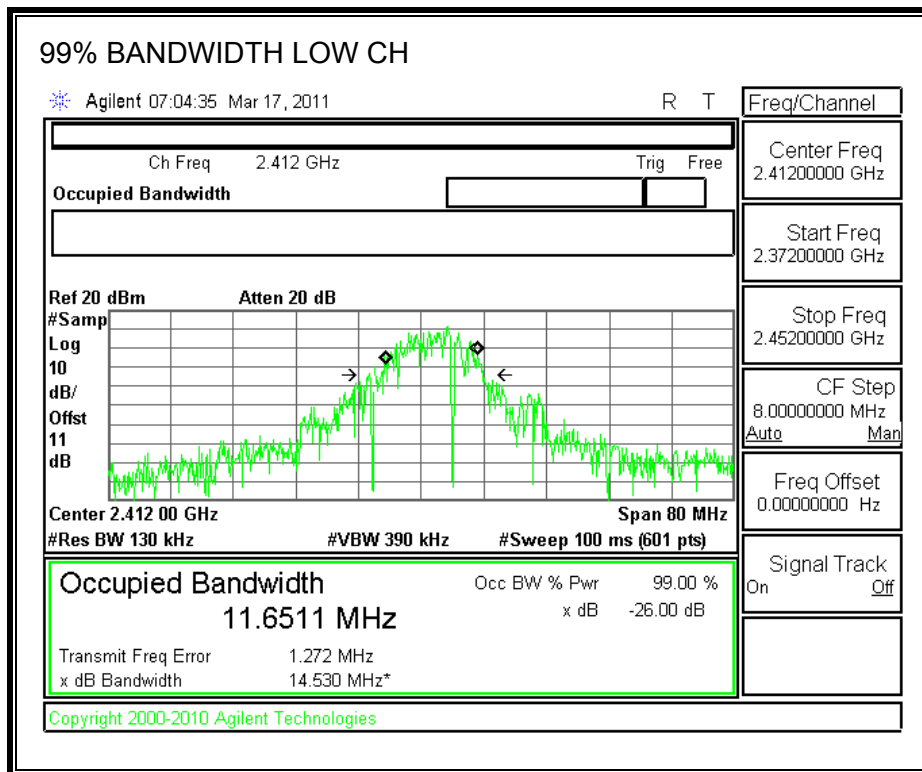 99% BANDWIDTH LOW CH
Agilent 07:04:35 Mar 17, 2011 R T
Ch Freq 2.412 GHz Trig Free
Occupied Bandwidth
Ref 20 dBm Atten 20 dB
#Samp
Log
10
dB/
Offst
11
dB
Center 2.412 00 GHz Span 80 MHz
#Res BW 130 kHz #VBW 390 kHz #Sweep 100 ms (601 pts)
Occupied Bandwidth Occ BW % Pwr 99.00 %
11.6511 MHz x dB -26.00 dB
Transmit Freq Error 1.272 MHz
x dB Bandwidth 14.530 MHz*
Copyright 2000-2010 Agilent Technologies
Freq/Channel
Center Freq
2.41200000 GHz
Start Freq
2.37200000 GHz
Stop Freq
2.45200000 GHz
CF Step
8.00000000 MHz
Auto Man
Freq Offset
0.00000000 Hz
Signal Track
On Off